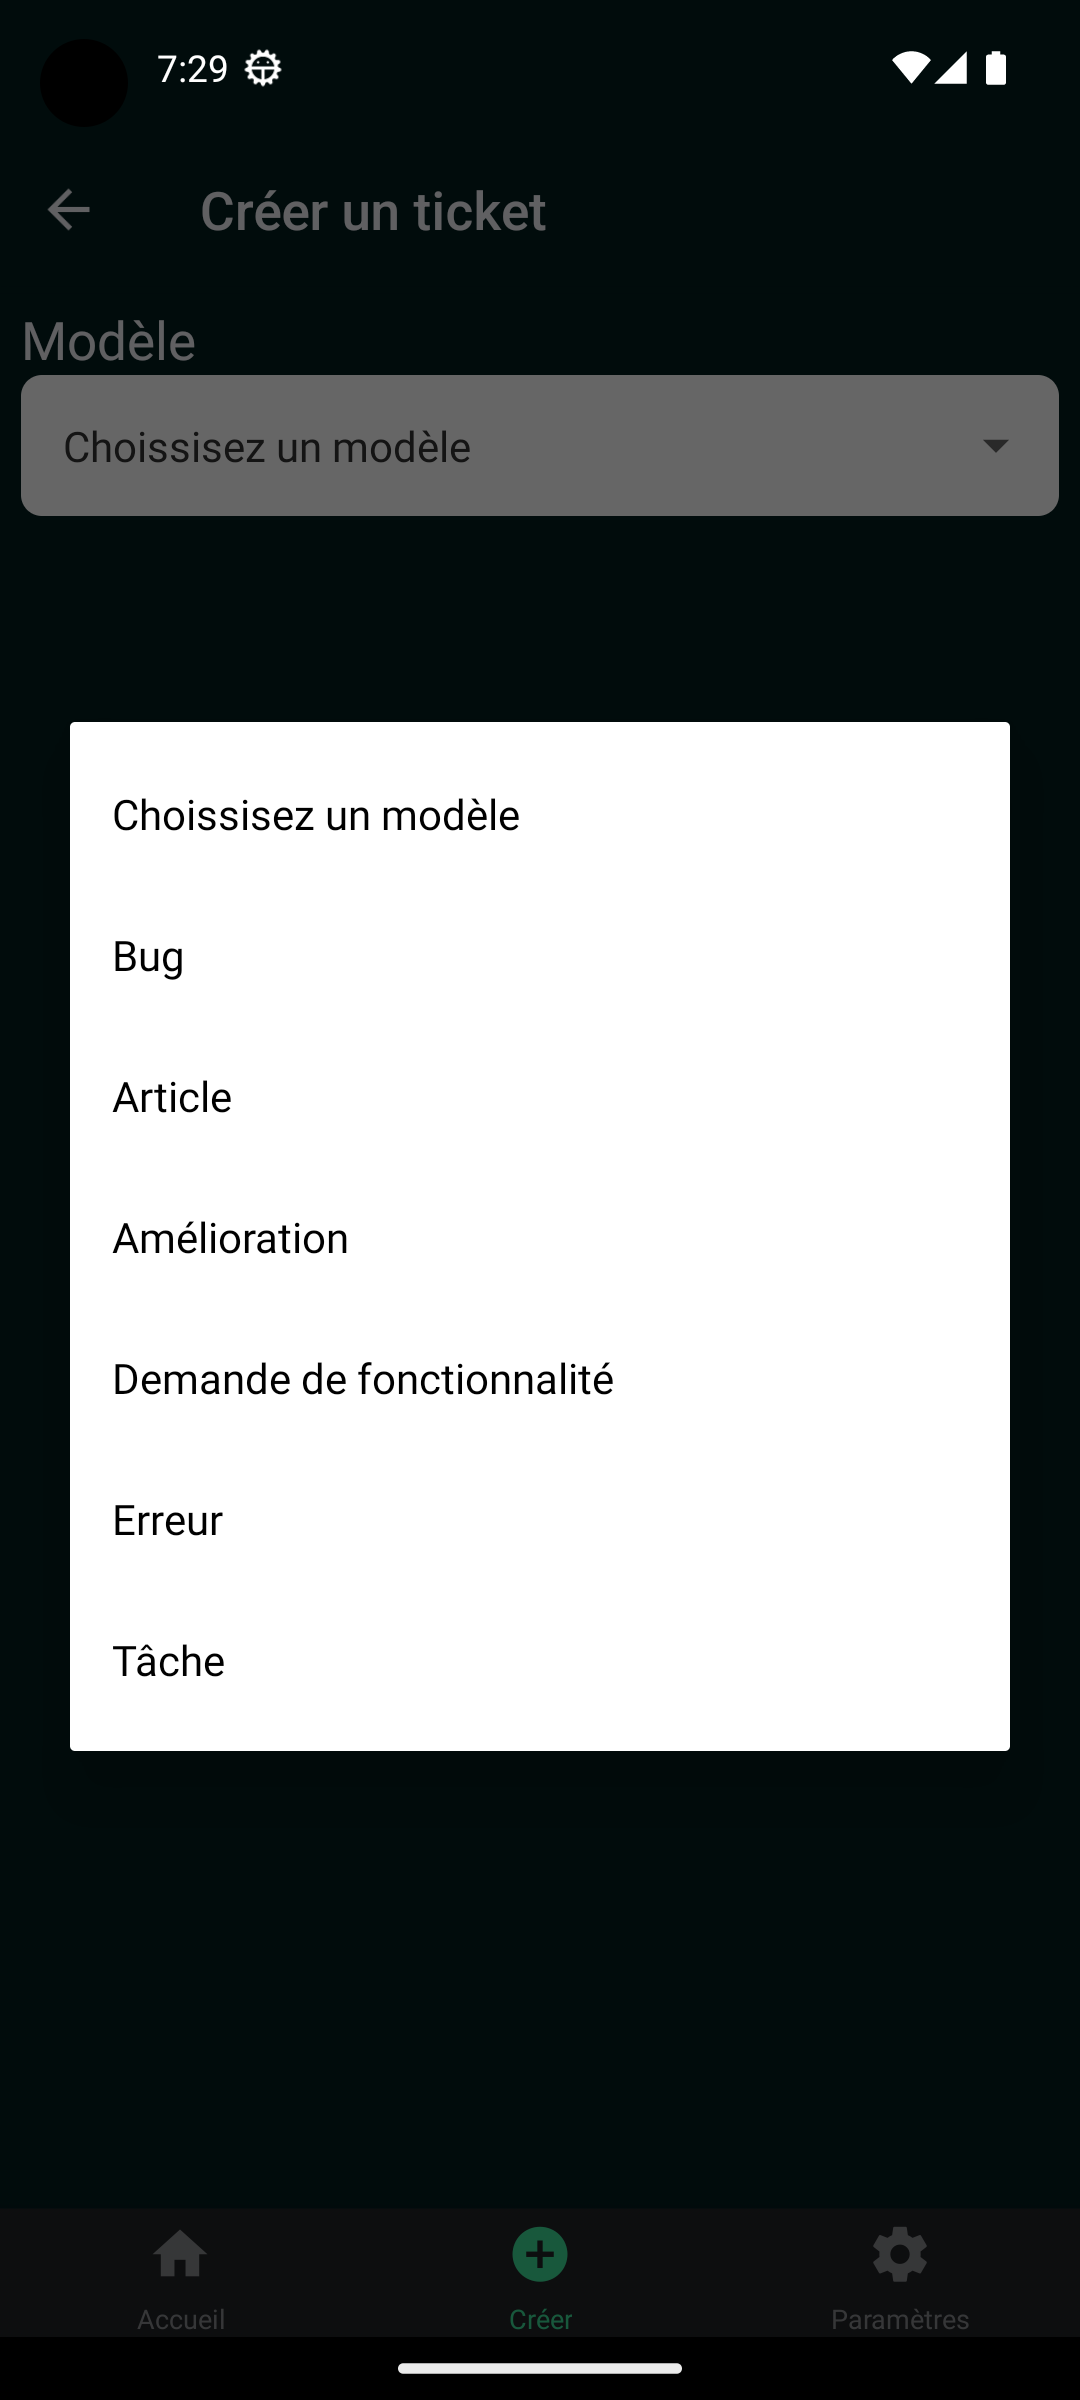 7:29
Créer un ticket
Modèle
Choissisez un modèle
Choissisez un modèle
Bug
Article
Amélioration
Demande de fonctionnalité
Erreur
Tâche
Accueil
Créer
Paramètres